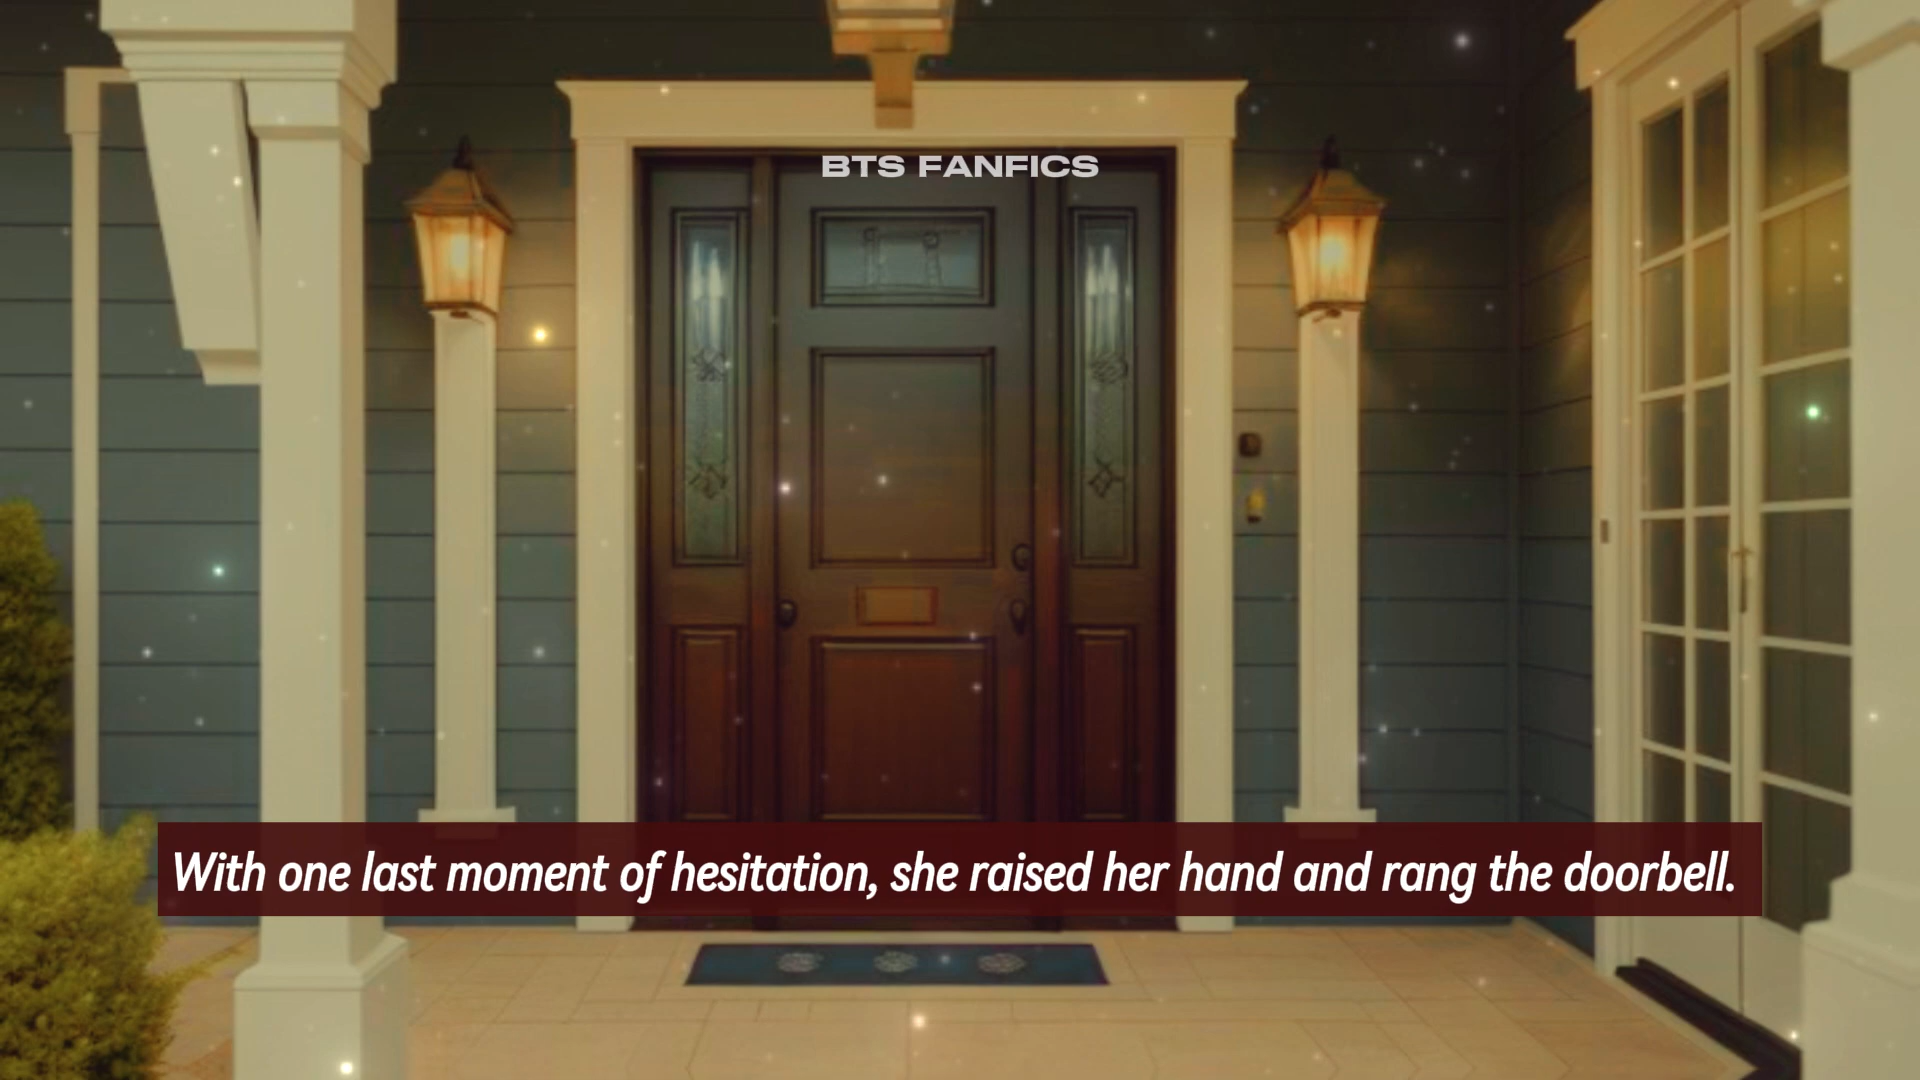 BTS FANFICS
With one last moment of hesitation, she raised her hand and rang the doorbell.